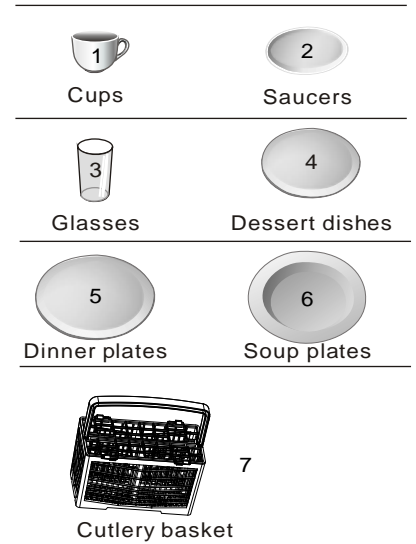 1 2
Cups Saucers
3 4
Glasses Dessert dishes
5 6
Dinner plates Soup plates
7
Cutlery basket